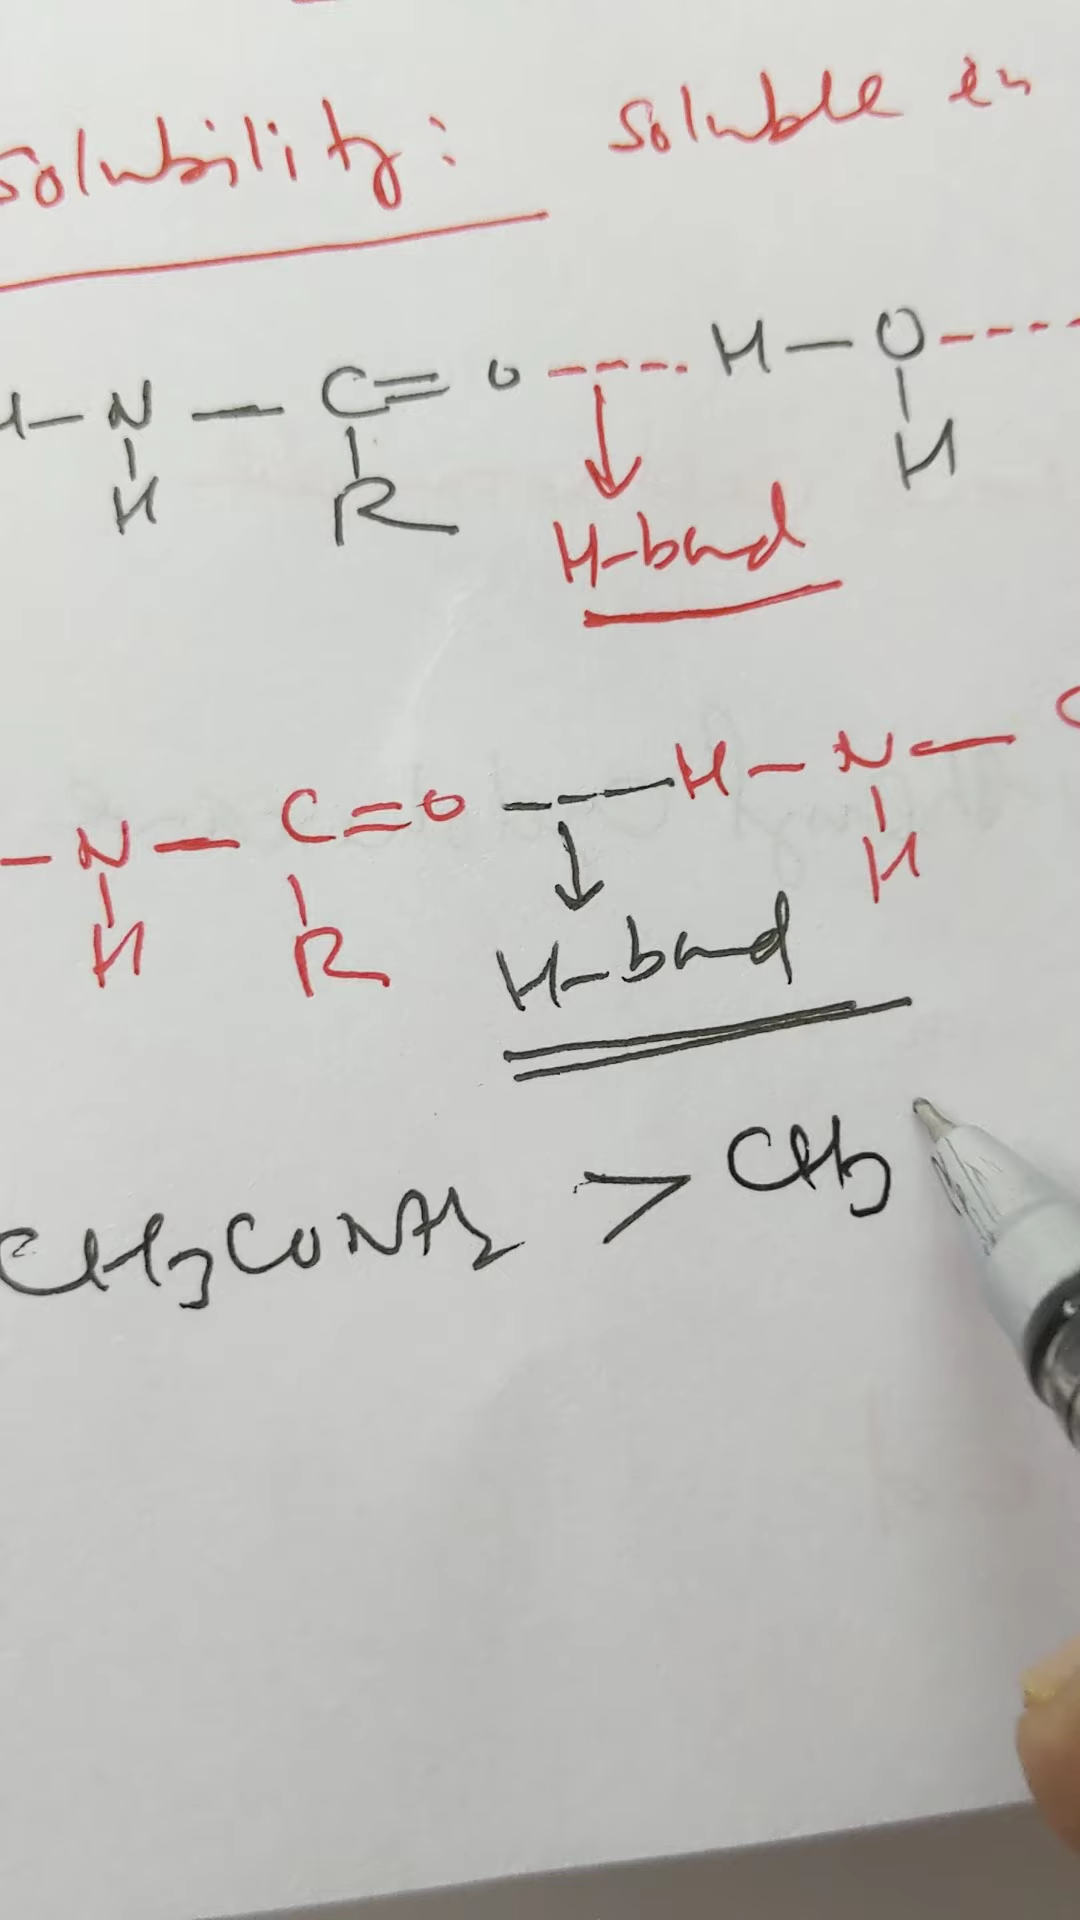 Solubility: Soluble in
H-N-C=O----H-O----
H R H
H-bond
-N-C=O----H-N-C
H R H
H-bond
CH3CONH2 > CH3